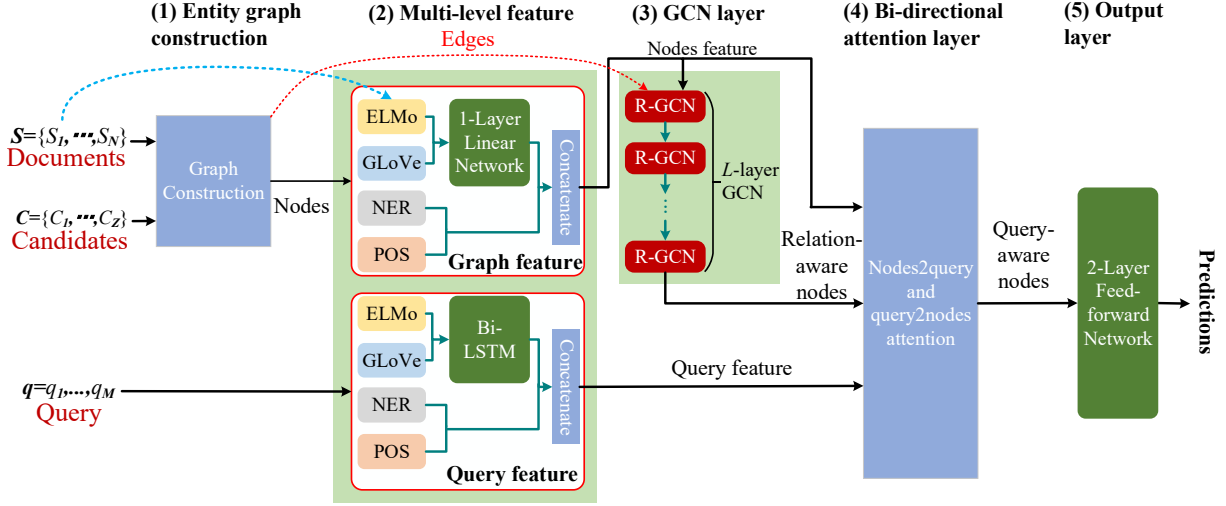 (1) Entity graph
construction
(2) Multi-level feature
(3) GCN layer
(4) Bi-directional
attention layer
(5) Output
layer
Edges
Nodes feature
S={S1,···,SN}
Documents
C={C1,···,CZ}
Candidates
Graph
Construction
Nodes
ELMo
GLoVe
NER
POS
1-Layer
Linear
Network
Concatenate
Graph feature
R-GCN
R-GCN
R-GCN
L-layer
GCN
Relation-
aware
nodes
Nodes2query
and
query2nodes
attention
Query-
aware
nodes
2-Layer
Feed-
forward
Network
Predictions
q=q1,...,qM
Query
ELMo
GLoVe
NER
POS
Bi-
LSTM
Concatenate
Query feature
Query feature